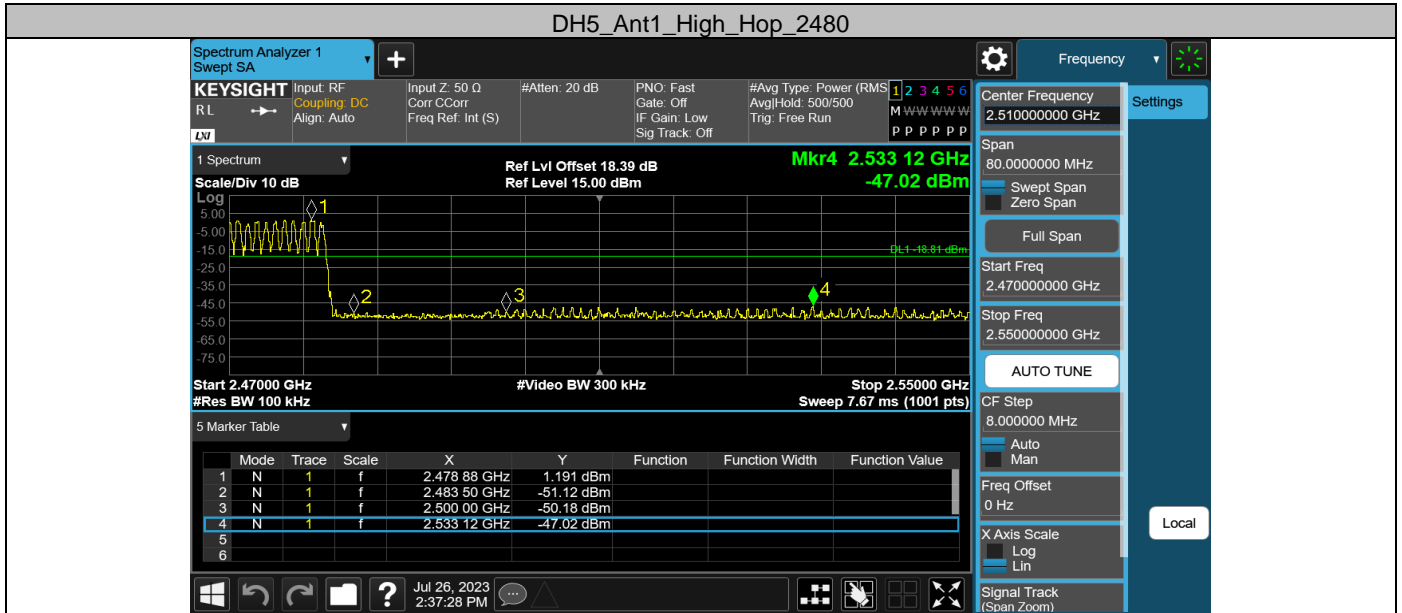 DH5_Ant1_High_Hop_2480
Spectrum Analyzer 1
Swept SA
Frequency
KEYSIGHT
RL
LXI
Input: RF
Coupling: DC
Align: Auto
Input Z: 50 Ω
Corr CCorr
Freq Ref: Int (S)
#Atten: 20 dB
PNO: Fast
Gate: Off
IF Gain: Low
Sig Track: Off
#Avg Type: Power (RMS
Avg|Hold: 500/500
Trig: Free Run
1 2 3 4 5 6
M W W W W W
P P P P P P
1 Spectrum
Scale/Div 10 dB
Ref Lvl Offset 18.39 dB
Ref Level 15.00 dBm
Mkr4 2.533 12 GHz
-47.02 dBm
Log
5.00
-5.00
-15.0
-25.0
-35.0
-45.0
-55.0
-65.0
-75.0
1
2
3
4
DL1 -18.81 dBm
Start 2.47000 GHz
#Res BW 100 kHz
#Video BW 300 kHz
Stop 2.55000 GHz
Sweep 7.67 ms (1001 pts)
5 Marker Table
Mode Trace Scale X Y Function Function Width Function Value
1 N 1 f 2.478 88 GHz 1.191 dBm
2 N 1 f 2.483 50 GHz -51.12 dBm
3 N 1 f 2.500 00 GHz -50.18 dBm
4 N 1 f 2.533 12 GHz -47.02 dBm
5
6
Jul 26, 2023
2:37:28 PM
Center Frequency
2.510000000 GHz
Settings
Span
80.0000000 MHz
Swept Span
Zero Span
Full Span
Start Freq
2.470000000 GHz
Stop Freq
2.550000000 GHz
AUTO TUNE
CF Step
8.000000 MHz
Auto
Man
Freq Offset
0 Hz
Local
X Axis Scale
Log
Lin
Signal Track
(Span Zoom)